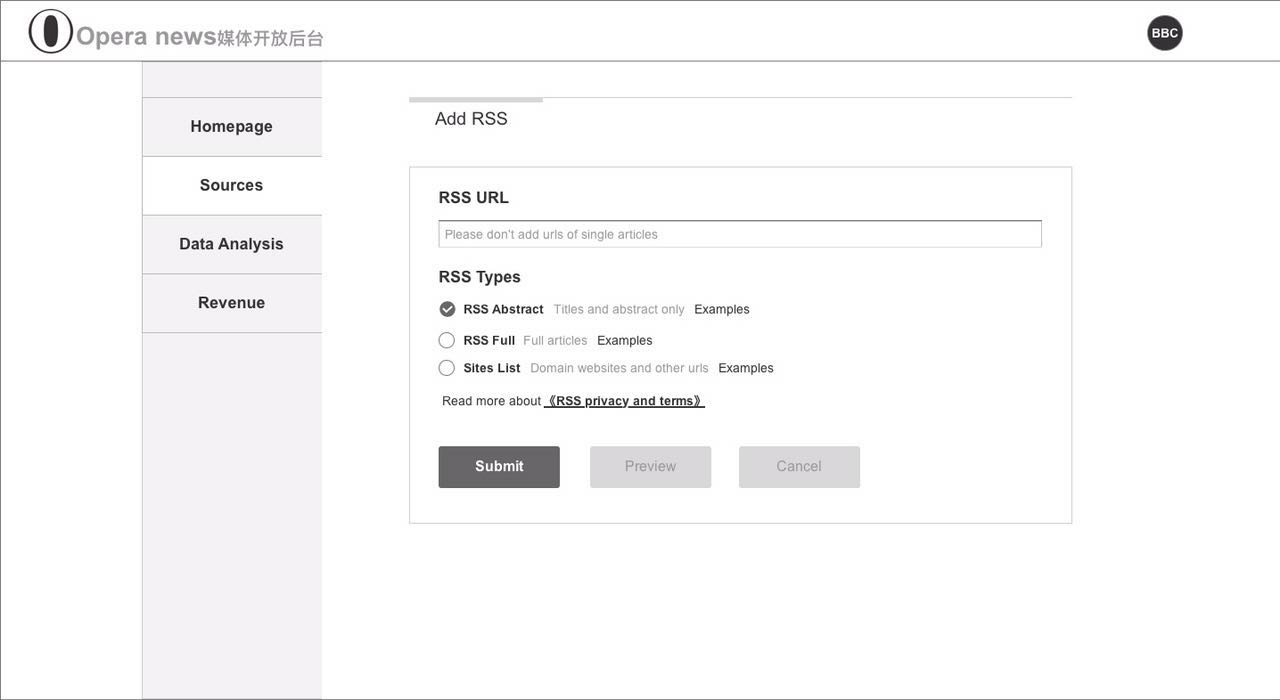 Opera news媒体开放后台
BBC
Homepage
Sources
Data Analysis
Revenue
Add RSS
RSS URL
Please don't add urls of single articles
RSS Types
RSS Abstract Titles and abstract only Examples
RSS Full Full articles Examples
Sites List Domain websites and other urls Examples
Read more about 《RSS privacy and terms》
Submit Preview Cancel